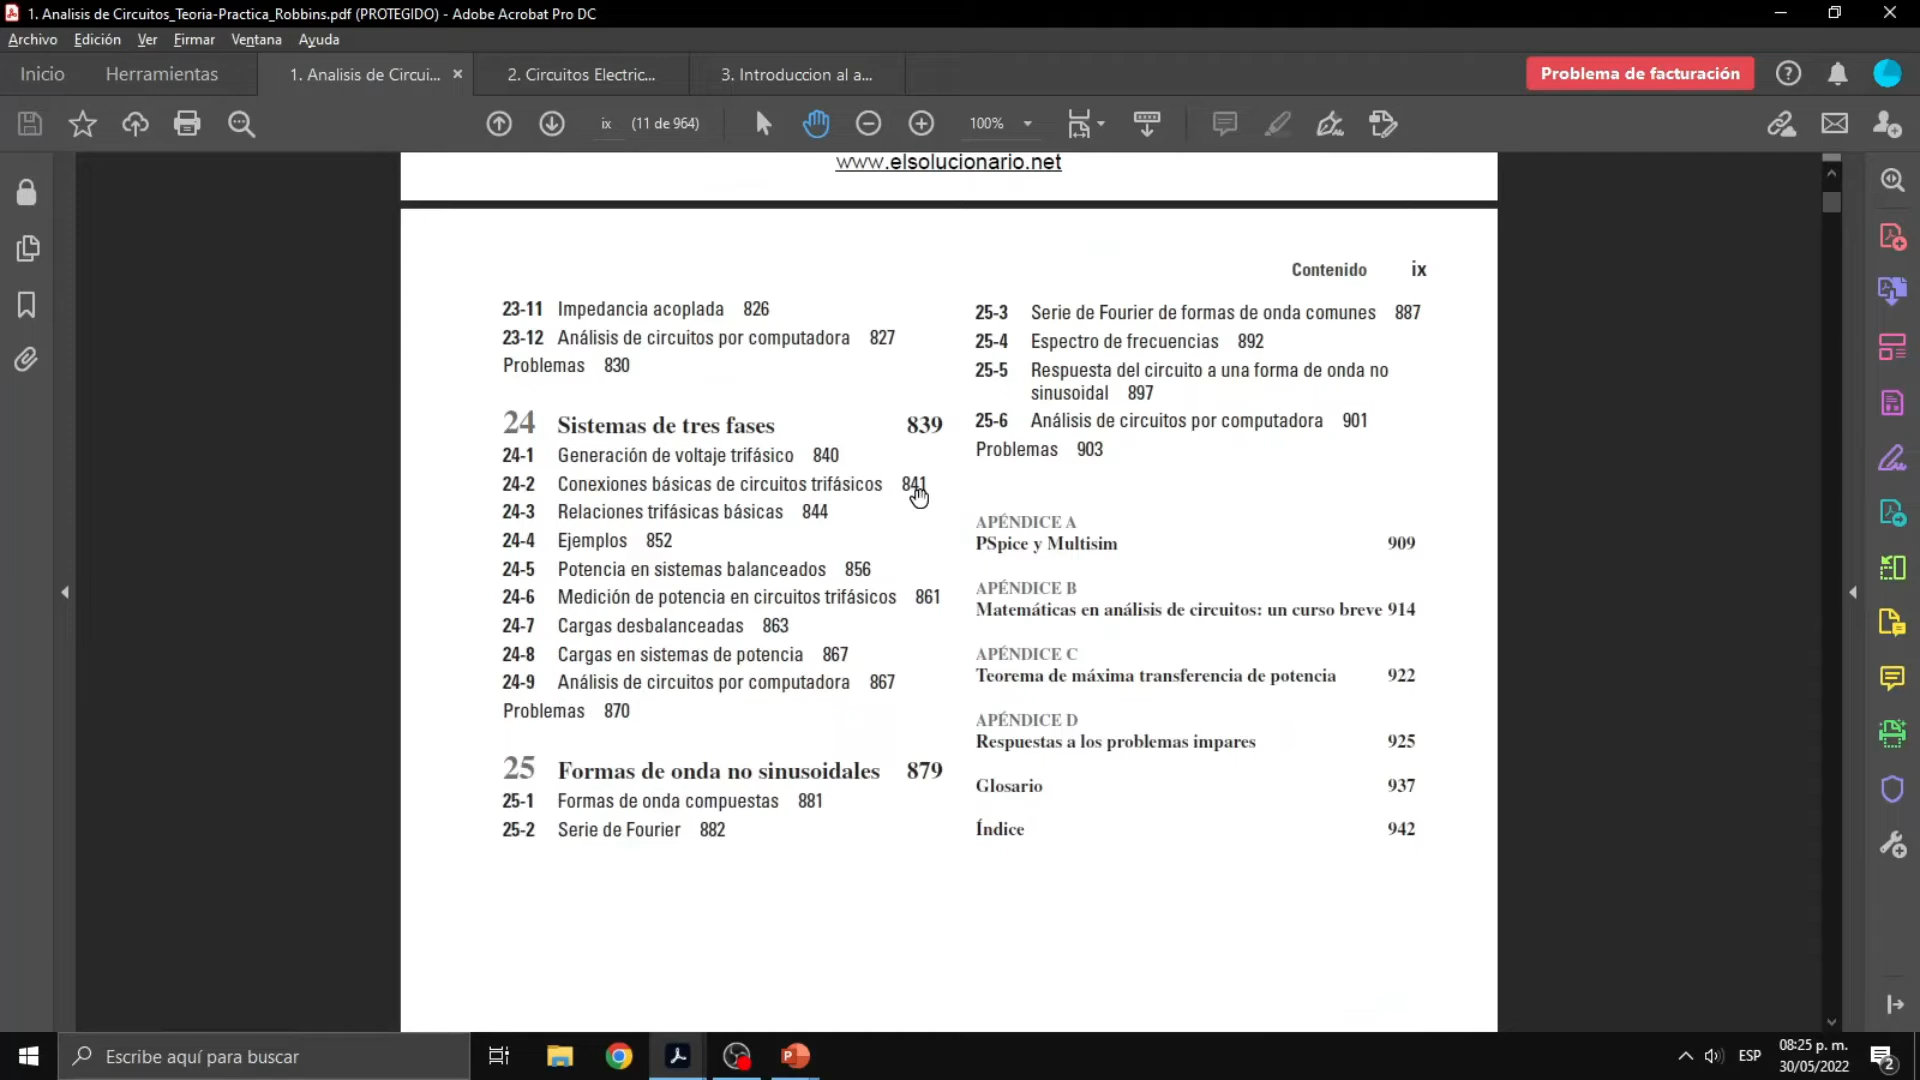 1. Analisis de Circuitos_Teoria-Practica_Robbins.pdf (PROTEGIDO) - Adobe Acrobat Pro DC
Archivo Edición Ver Firmar Ventana Ayuda
Inicio Herramientas 1. Analisis de Circui... × 2. Circuitos Electric... 3. Introduccion al a... Problema de facturación
ix (11 de 964) 100%
www.elsolucionario.net
Contenido ix
23-11 Impedancia acoplada 826
23-12 Análisis de circuitos por computadora 827
Problemas 830
24 Sistemas de tres fases 839
24-1 Generación de voltaje trifásico 840
24-2 Conexiones básicas de circuitos trifásicos 841
24-3 Relaciones trifásicas básicas 844
24-4 Ejemplos 852
24-5 Potencia en sistemas balanceados 856
24-6 Medición de potencia en circuitos trifásicos 861
24-7 Cargas desbalanceadas 863
24-8 Cargas en sistemas de potencia 867
24-9 Análisis de circuitos por computadora 867
Problemas 870
25 Formas de onda no sinusoidales 879
25-1 Formas de onda compuestas 881
25-2 Serie de Fourier 882
25-3 Serie de Fourier de formas de onda comunes 887
25-4 Espectro de frecuencias 892
25-5 Respuesta del circuito a una forma de onda no
sinusoidal 897
25-6 Análisis de circuitos por computadora 901
Problemas 903
APÉNDICE A
PSpice y Multisim 909
APÉNDICE B
Matemáticas en análisis de circuitos: un curso breve 914
APÉNDICE C
Teorema de máxima transferencia de potencia 922
APÉNDICE D
Respuestas a los problemas impares 925
Glosario 937
Índice 942
Escribe aquí para buscar
ESP
08:25 p. m.
30/05/2022
2